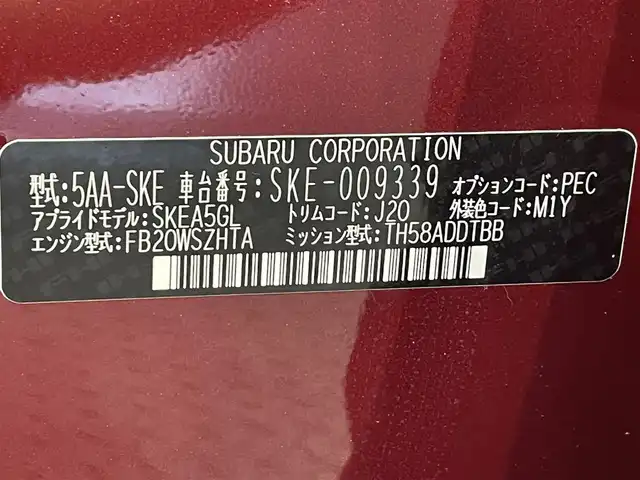 SUBARU CORPORATION
型式:5AA-SKE 車台番号:SKE-009339 オプションコード:PEC
アプライドモデル:SKEA5GL トリムコード:J20 外装色コード:M1Y
エンジン型式:FB20WSZHTA ミッション型式:TH58ADDTBB